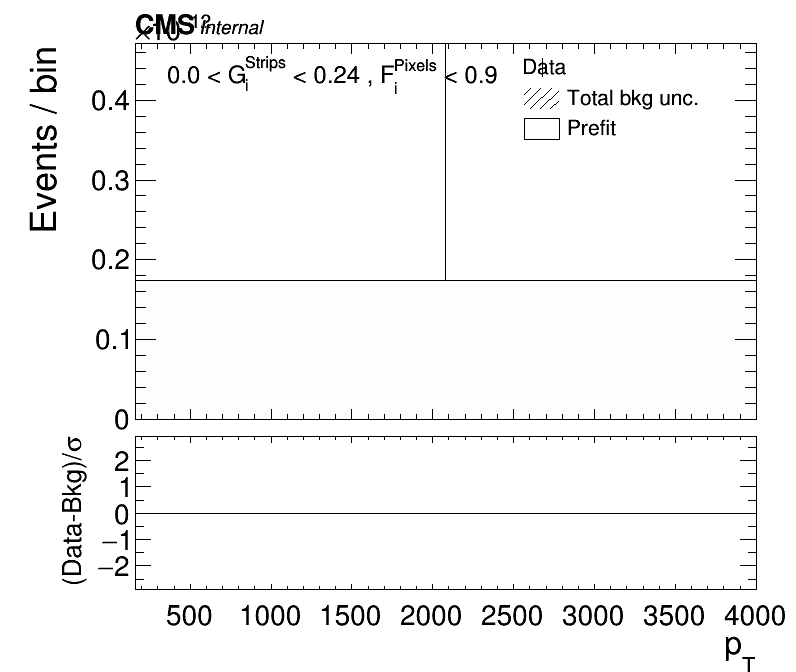 CMS Internal
×10¹²
0.0 < G_i^Strips < 0.24 , F_i^Pixels < 0.9
Data
Total bkg unc.
Prefit
Events / bin
0.4
0.3
0.2
0.1
0
(Data-Bkg)/σ
2
1
0
−1
−2
500 1000 1500 2000 2500 3000 3500 4000
p_T